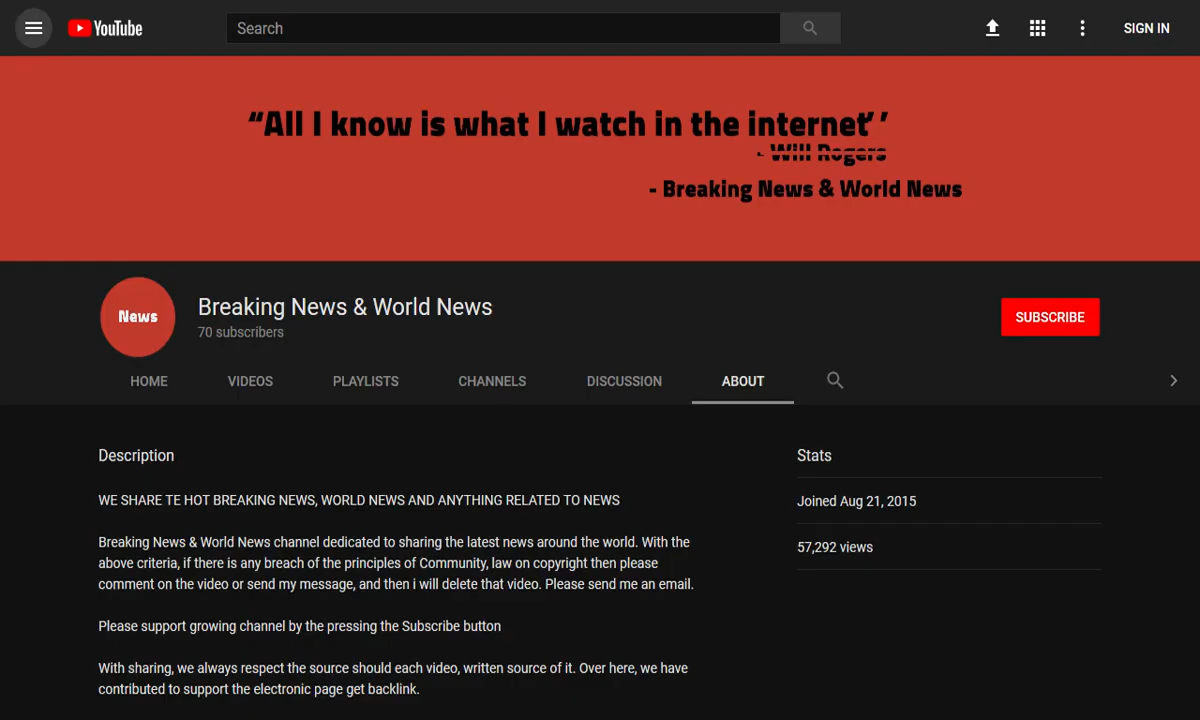 YouTube
Search
SIGN IN
“All I know is what I watch in the internet’’
- Will Rogers
- Breaking News & World News
News
Breaking News & World News
70 subscribers
SUBSCRIBE
HOME VIDEOS PLAYLISTS CHANNELS DISCUSSION ABOUT
Description
WE SHARE TE HOT BREAKING NEWS, WORLD NEWS AND ANYTHING RELATED TO NEWS
Breaking News & World News channel dedicated to sharing the latest news around the world. With the
above criteria, if there is any breach of the principles of Community, law on copyright then please
comment on the video or send my message, and then i will delete that video. Please send me an email.
Please support growing channel by the pressing the Subscribe button
With sharing, we always respect the source should each video, written source of it. Over here, we have
contributed to support the electronic page get backlink.
Stats
Joined Aug 21, 2015
57,292 views